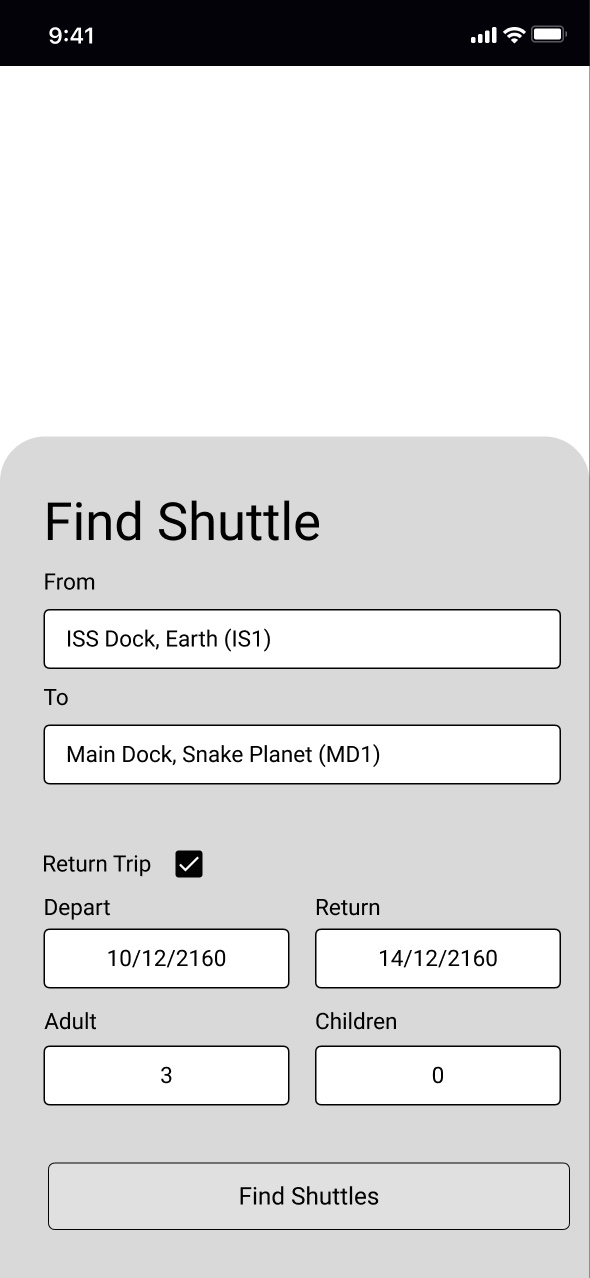 9:41
Find Shuttle
From
ISS Dock, Earth (IS1)
To
Main Dock, Snake Planet (MD1)
Return Trip
Depart Return
10/12/2160 14/12/2160
Adult Children
3 0
Find Shuttles